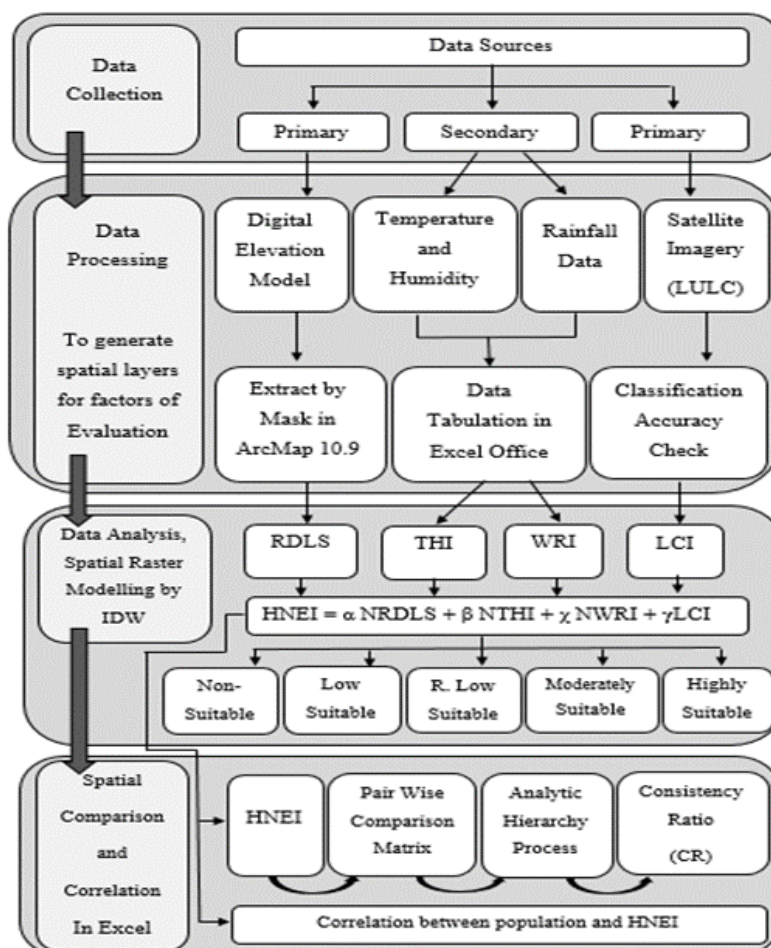 Data
Collection
Data Sources
Primary
Secondary
Primary
Data
Processing
To generate
spatial layers
for factors of
Evaluation
Digital
Elevation
Model
Temperature
and
Humidity
Rainfall
Data
Satellite
Imagery
(LULC)
Extract by
Mask in
ArcMap 10.9
Data
Tabulation in
Excel Office
Classification
Accuracy
Check
Data Analysis,
Spatial Raster
Modelling by
IDW
RDLS
THI
WRI
LCI
HNEI = α NRDLS + β NTHI + χ NWRI + γLCI
Non-
Suitable
Low
Suitable
R. Low
Suitable
Moderately
Suitable
Highly
Suitable
Spatial
Comparison
and
Correlation
In Excel
HNEI
Pair Wise
Comparison
Matrix
Analytic
Hierarchy
Process
Consistency
Ratio
(CR)
Correlation between population and HNEI